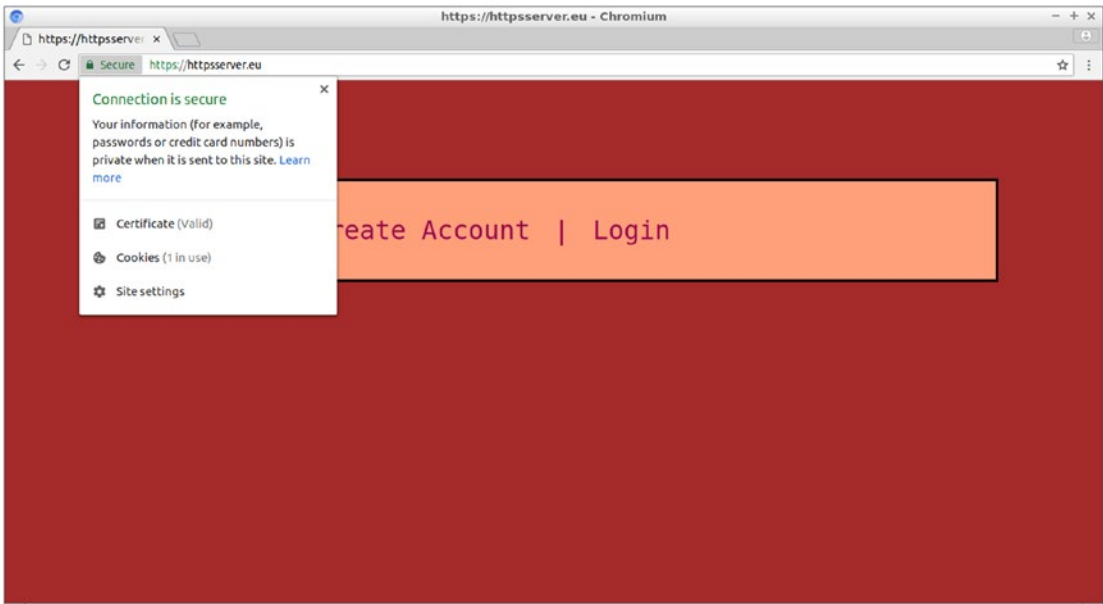 https://httpsserver.eu - Chromium
https://httpsserver
Secure https://httpsserver.eu
Connection is secure
Your information (for example,
passwords or credit card numbers) is
private when it is sent to this site. Learn
more
Certificate (Valid)
Cookies (1 in use)
Site settings
reate Account | Login